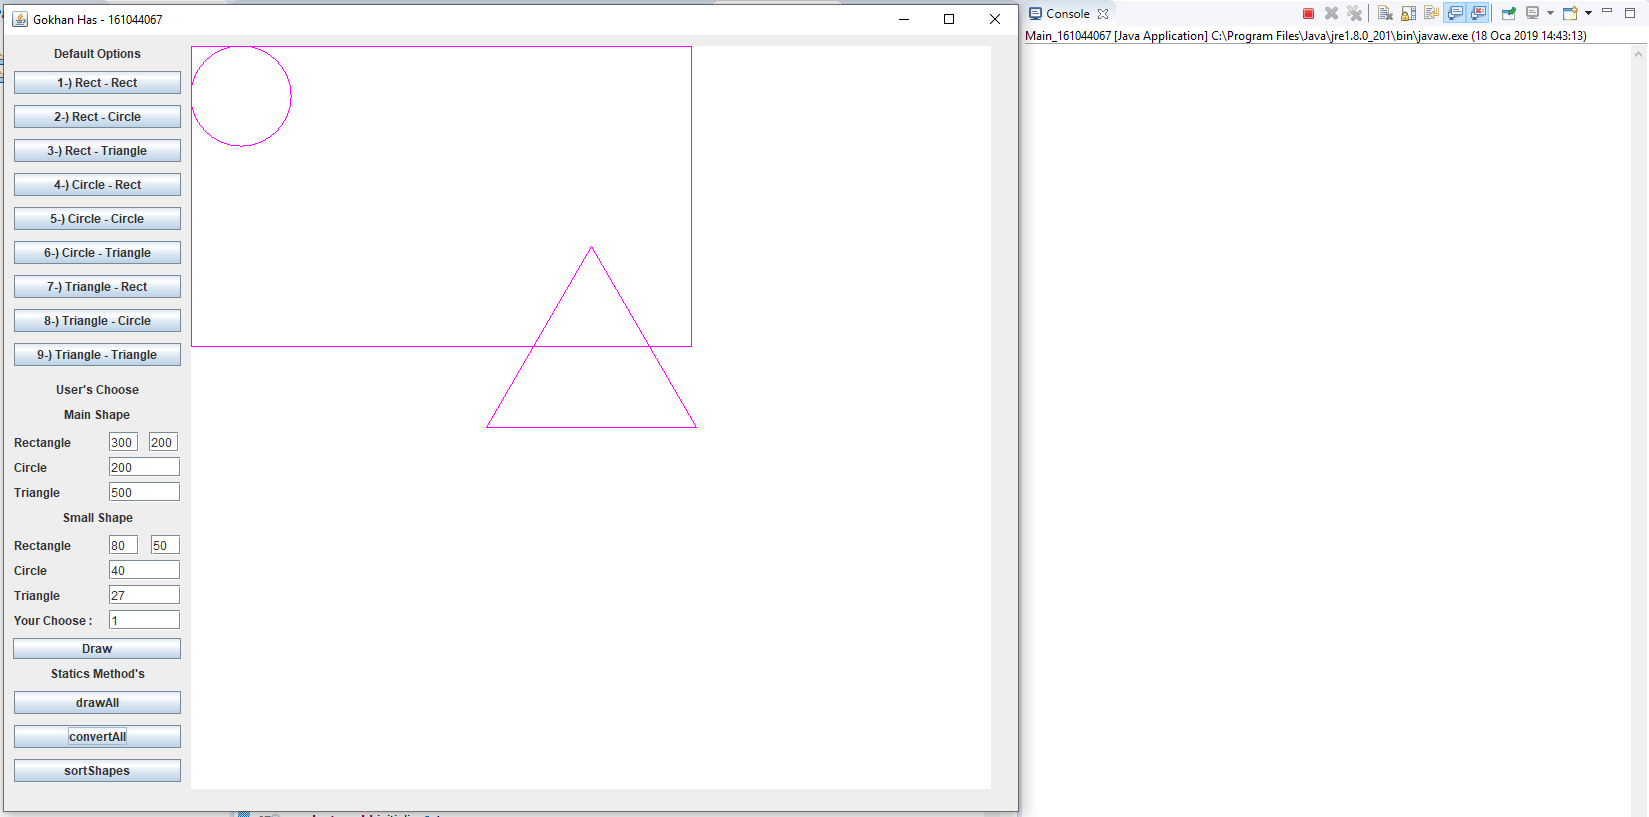 Gokhan Has - 161044067
Default Options
1-) Rect - Rect
2-) Rect - Circle
3-) Rect - Triangle
4-) Circle - Rect
5-) Circle - Circle
6-) Circle - Triangle
7-) Triangle - Rect
8-) Triangle - Circle
9-) Triangle - Triangle
User's Choose
Main Shape
Rectangle 300 200
Circle 200
Triangle 500
Small Shape
Rectangle 80 50
Circle 40
Triangle 27
Your Choose : 1
Draw
Statics Method's
drawAll
convertAll
sortShapes
Console
Main_161044067 [Java Application] C:\Program Files\Java\jre1.8.0_201\bin\javaw.exe (18 Oca 2019 14:43:13)